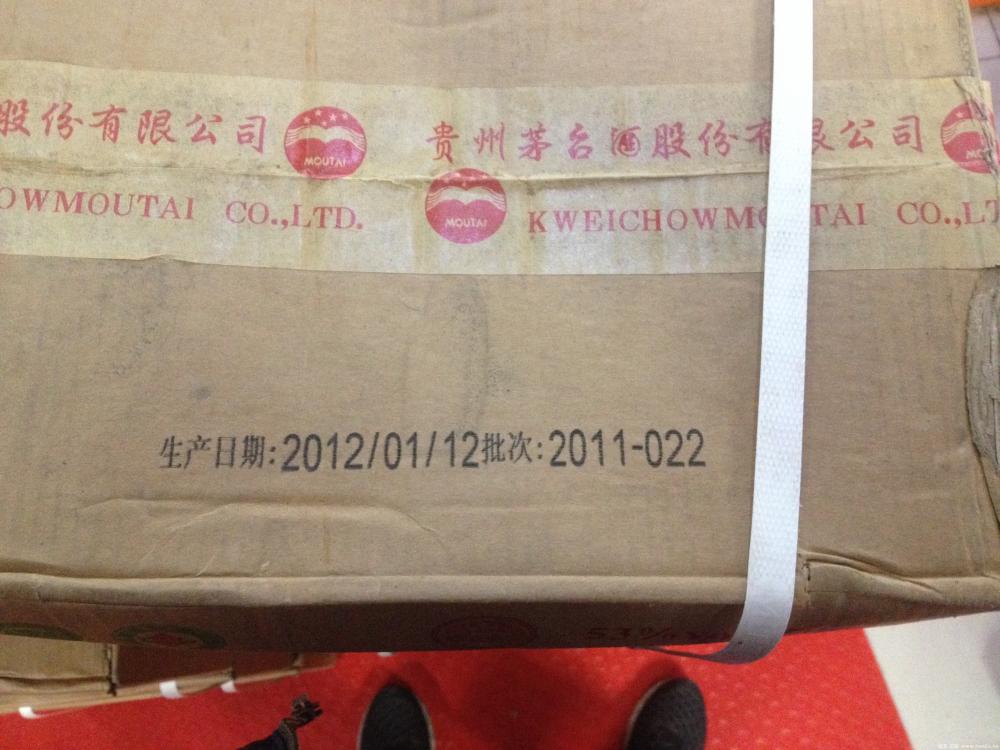 股份有限公司 MOUTAI 贵州茅台酒股份有限公司
OWMOUTAI CO.,LTD. MOUTAI KWEICHOWMOUTAI CO.,LT
生产日期:2012/01/12批次:2011-022
53%